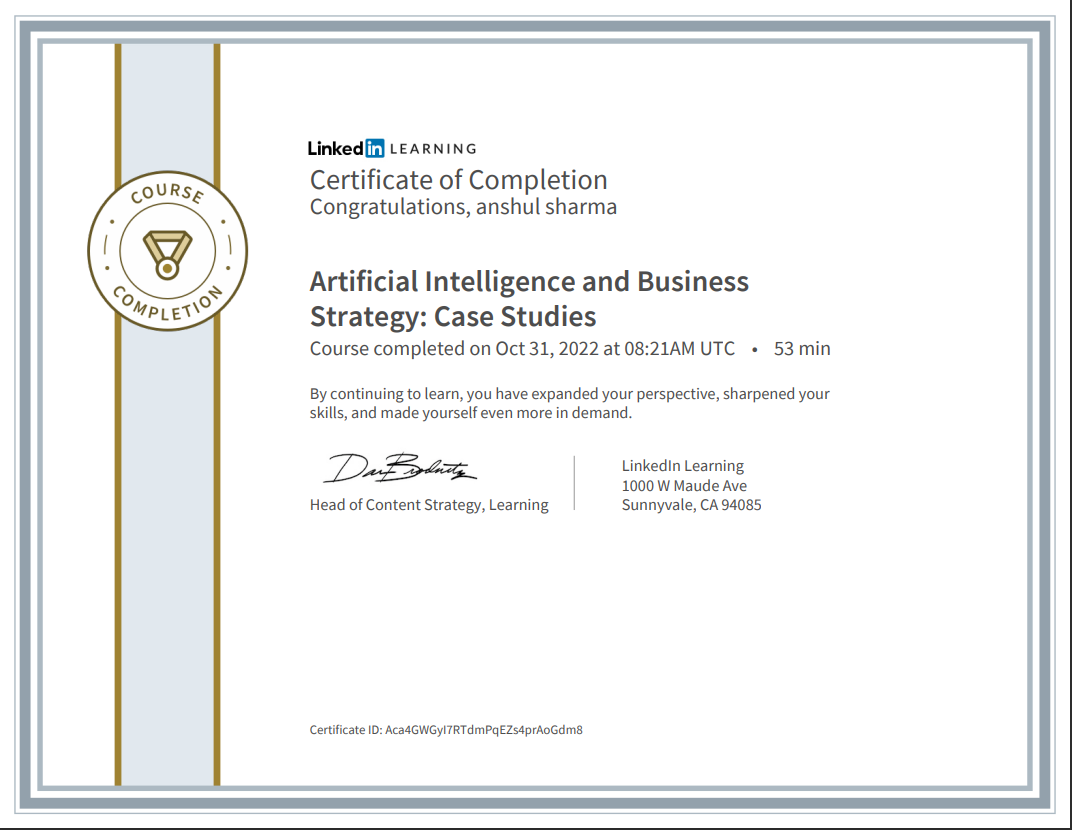 COURSE
COMPLETION
Linked in LEARNING
Certificate of Completion
Congratulations, anshul sharma
Artificial Intelligence and Business
Strategy: Case Studies
Course completed on Oct 31, 2022 at 08:21AM UTC • 53 min
By continuing to learn, you have expanded your perspective, sharpened your
skills, and made yourself even more in demand.
Head of Content Strategy, Learning
LinkedIn Learning
1000 W Maude Ave
Sunnyvale, CA 94085
Certificate ID: Aca4GWGyI7RTdmPqEZs4prAoGdm8